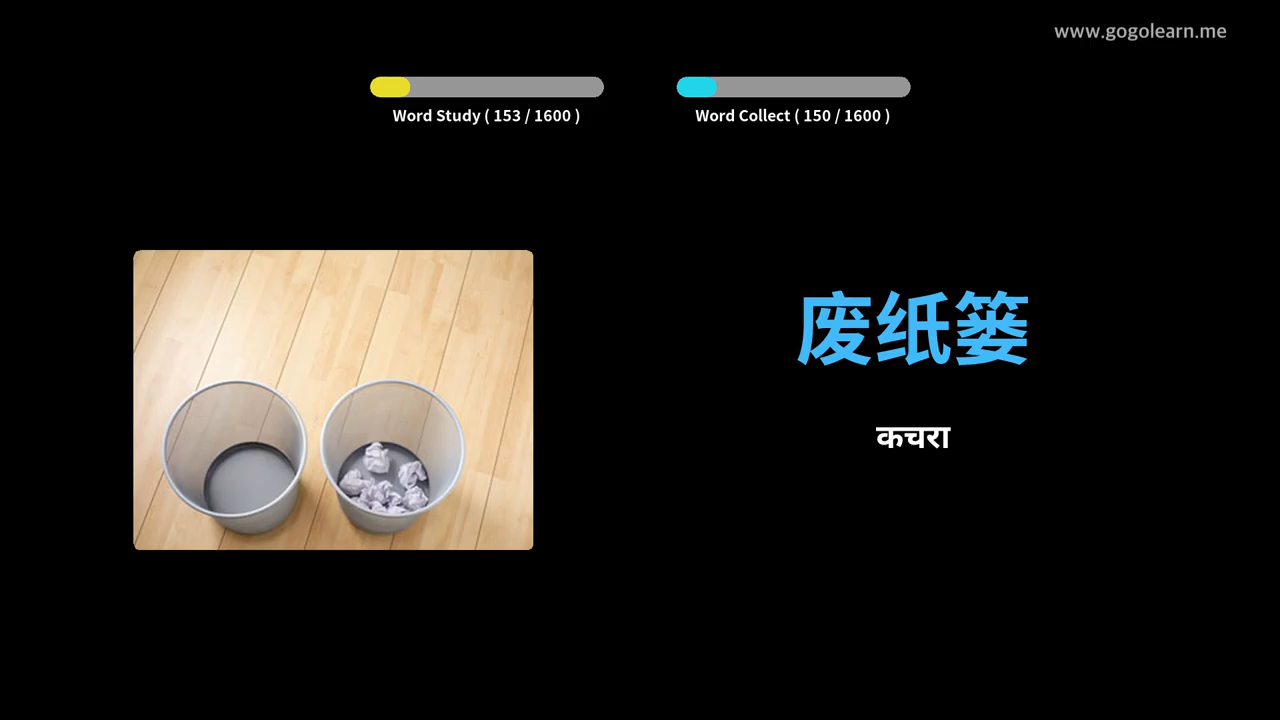 www.gogolearn.me
Word Study ( 153 / 1600 )
Word Collect ( 150 / 1600 )
废纸篓
कचरा